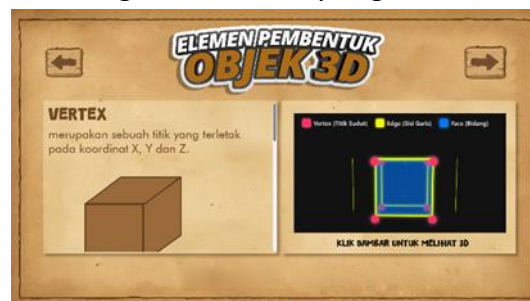 ELEMEN PEMBENTUK
OBJEK 3D
VERTEX
merupakan sebuah titik yang terletak
pada koordinat X, Y dan Z.
Vertex (Titik Sudut) Edge (Sisi Garis) Face (Bidang)
KLIK GAMBAR UNTUK MELIHAT 3D